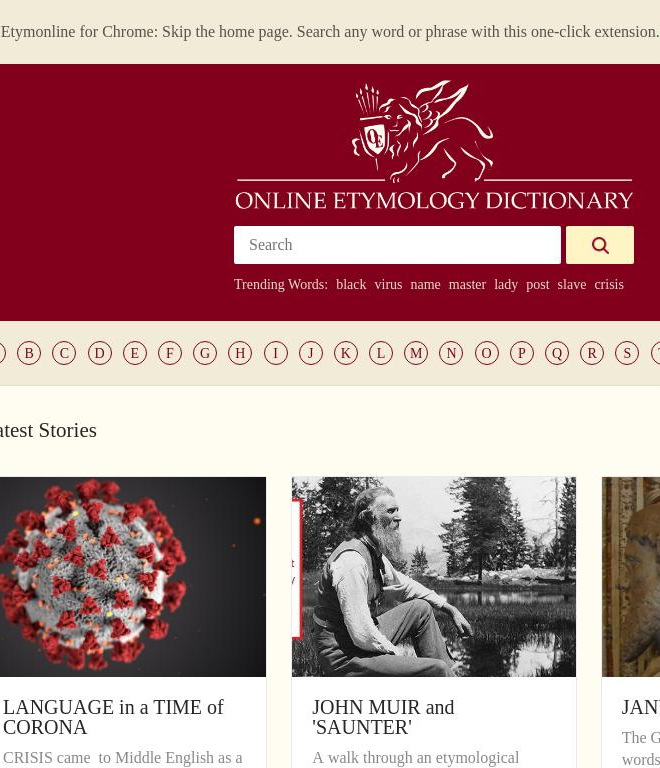 Etymonline for Chrome: Skip the home page. Search any word or phrase with this one-click extension.
OE
ONLINE ETYMOLOGY DICTIONARY
Search
Trending Words: black virus name master lady post slave crisis
B C D E F G H I J K L M N O P Q R S
atest Stories
LANGUAGE in a TIME of
CORONA
CRISIS came to Middle English as a
JOHN MUIR and
'SAUNTER'
A walk through an etymological
The G
words